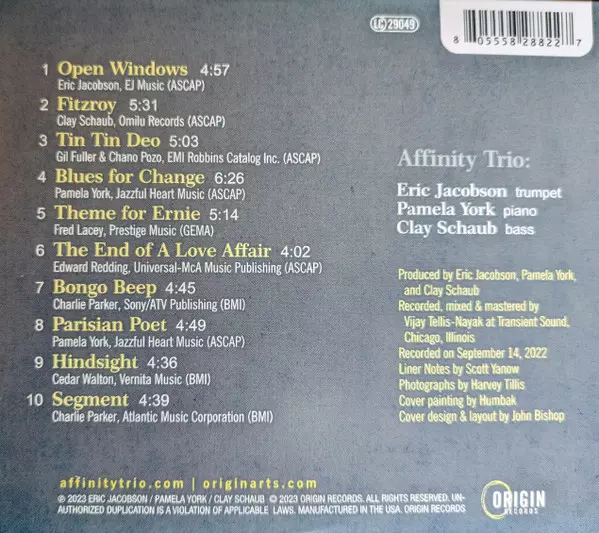 LC 29049
8 05558 28822 7
1 Open Windows 4:57
Eric Jacobson, EJ Music (ASCAP)
2 Fitzroy 5:31
Clay Schaub, Omilu Records (ASCAP)
3 Tin Tin Deo 5:03
Gil Fuller & Chano Pozo, EMI Robbins Catalog Inc. (ASCAP)
4 Blues for Change 6:26
Pamela York, Jazzful Heart Music (ASCAP)
5 Theme for Ernie 5:14
Fred Lacey, Prestige Music (GEMA)
6 The End of A Love Affair 4:02
Edward Redding, Universal-McA Music Publishing (ASCAP)
7 Bongo Beep 4:45
Charlie Parker, Sony/ATV Publishing (BMI)
8 Parisian Poet 4:49
Pamela York, Jazzful Heart Music (ASCAP)
9 Hindsight 4:36
Cedar Walton, Vernita Music (BMI)
10 Segment 4:39
Charlie Parker, Atlantic Music Corporation (BMI)
Affinity Trio:
Eric Jacobson trumpet
Pamela York piano
Clay Schaub bass
Produced by Eric Jacobson, Pamela York,
and Clay Schaub
Recorded, mixed & mastered by
Vijay Tellis-Nayak at Transient Sound,
Chicago, Illinois
Recorded on September 14, 2022
Liner Notes by Scott Yanow
Photographs by Harvey Tillis
Cover painting by Humbak
Cover design & layout by John Bishop
affinitytrio.com | originarts.com
℗ 2023 ERIC JACOBSON / PAMELA YORK / CLAY SCHAUB © 2023 ORIGIN RECORDS. ALL RIGHTS RESERVED. UN-
AUTHORIZED DUPLICATION IS A VIOLATION OF APPLICABLE LAWS. MANUFACTURED IN THE USA. ORIGIN RECORDS
ORIGIN
RECORDS